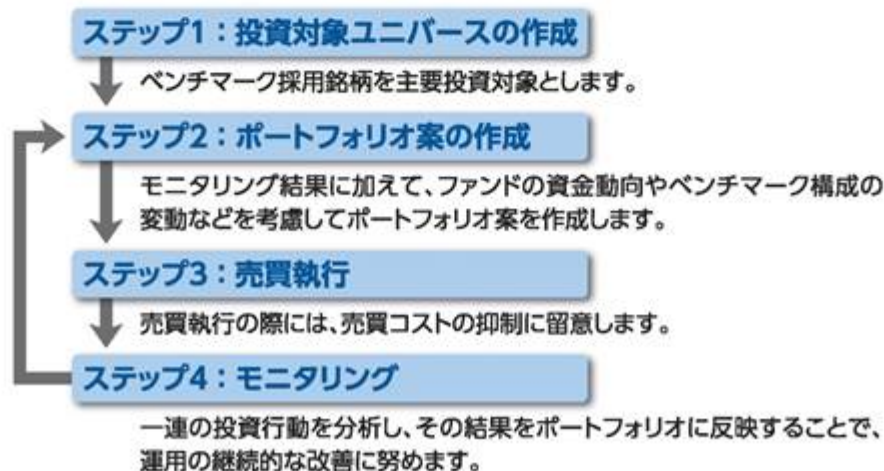 ステップ1：投資対象ユニバースの作成
ベンチマーク採用銘柄を主要投資対象とします。
ステップ2：ポートフォリオ案の作成
モニタリング結果に加えて、ファンドの資金動向やベンチマーク構成の
変動などを考慮してポートフォリオ案を作成します。
ステップ3：売買執行
売買執行の際には、売買コストの抑制に留意します。
ステップ4：モニタリング
一連の投資行動を分析し、その結果をポートフォリオに反映することで、
運用の継続的な改善に努めます。